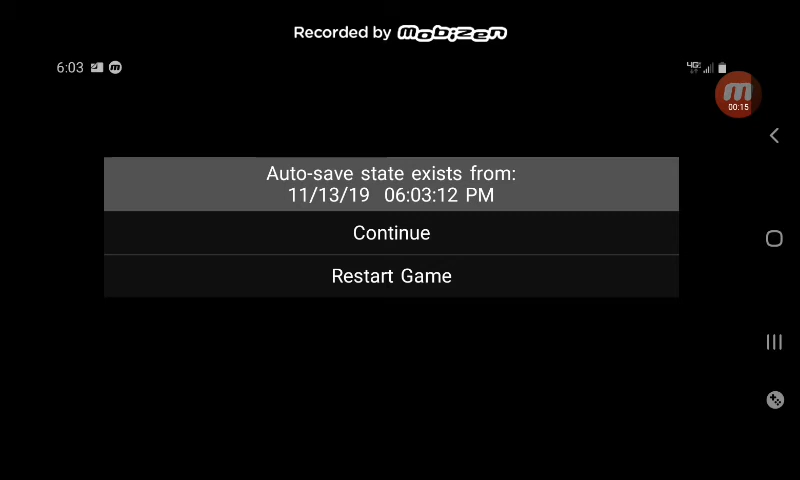 Recorded by mobizen
6:03
4G
00:15
Auto-save state exists from:
11/13/19 06:03:12 PM
Continue
Restart Game